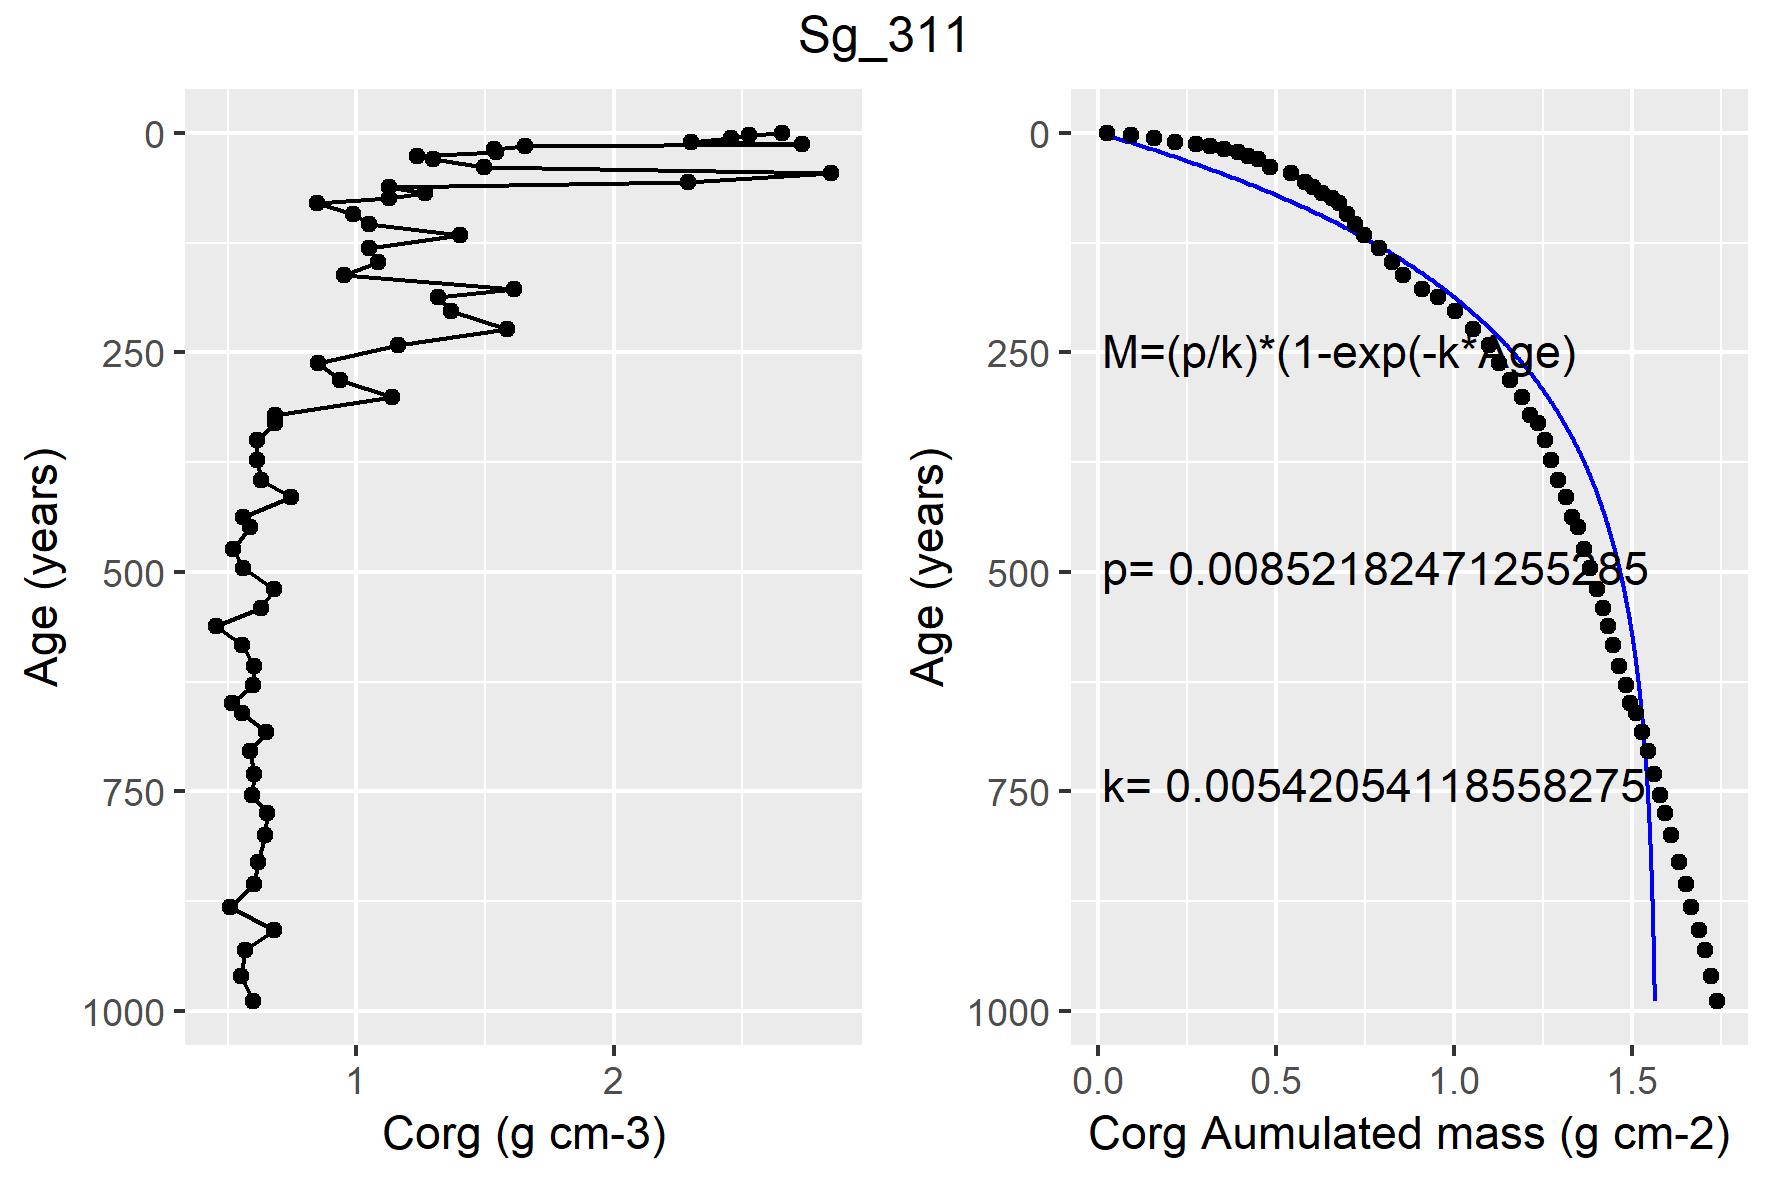 Sg_311
0
250
500
750
1000
Age (years)
1
2
Corg (g cm-3)
0
250
500
750
1000
Age (years)
M=(p/k)*(1-exp(-k*Age)
p= 0.00852182471255285
k= 0.00542054118558275
0.0
0.5
1.0
1.5
Corg Aumulated mass (g cm-2)